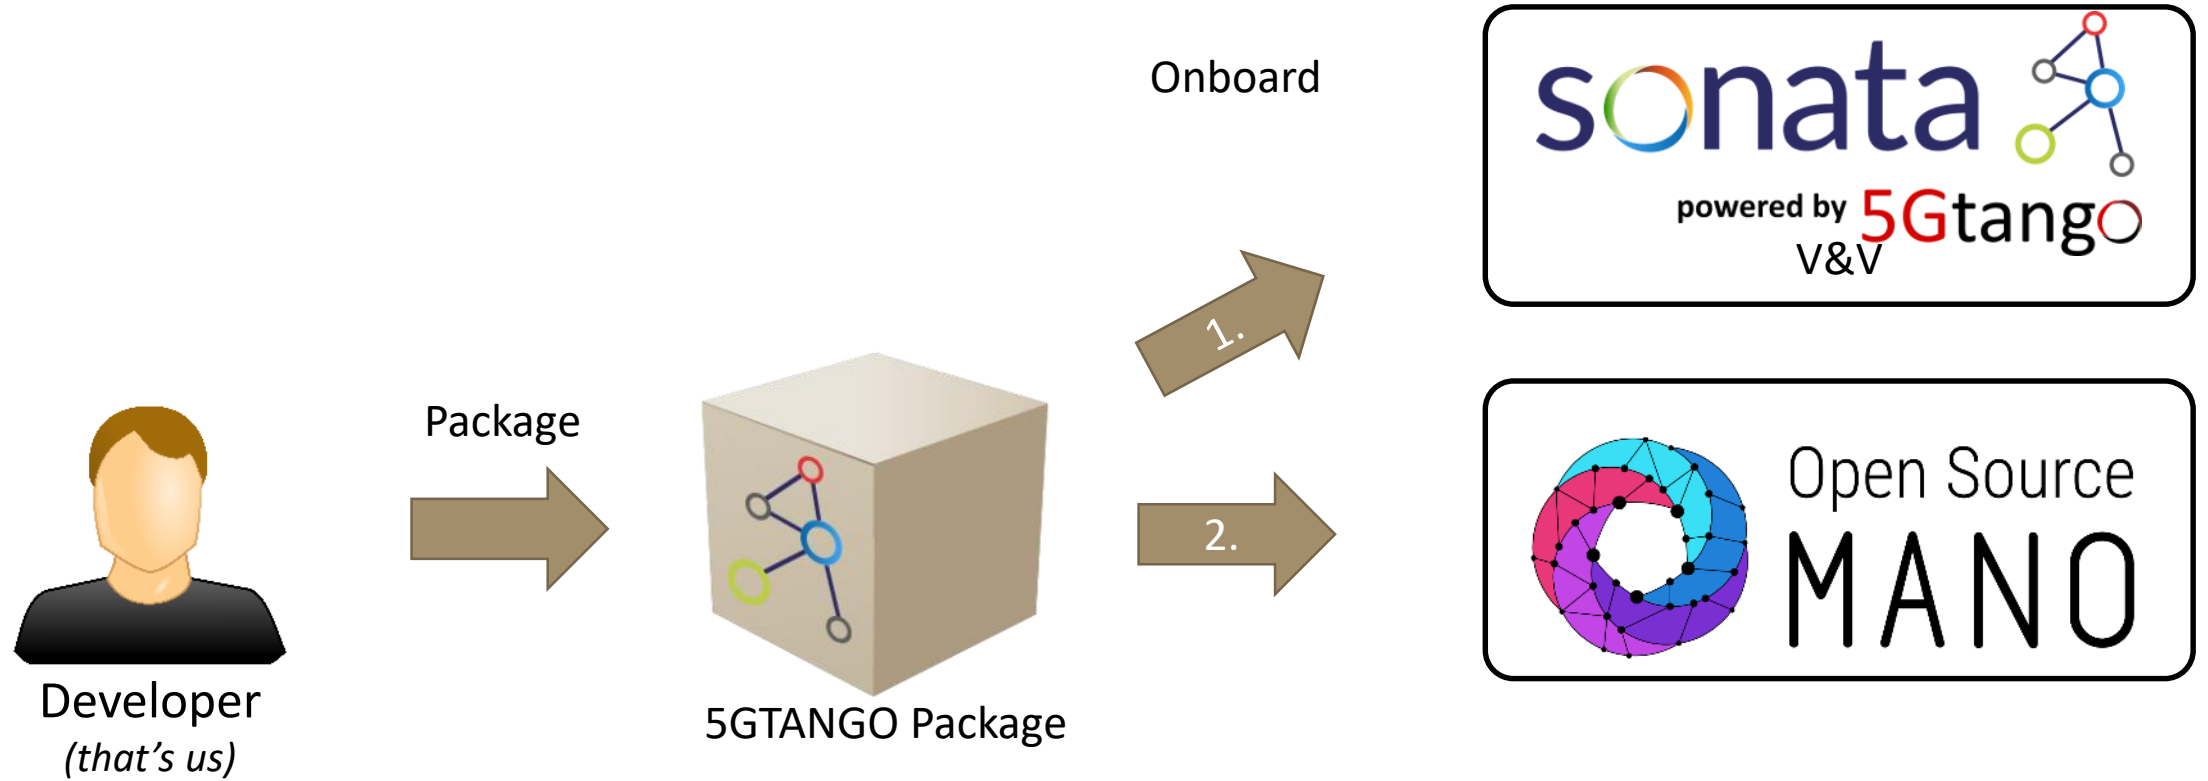 Onboard
sonata
powered by 5Gtango
V&V
1.
Package
2.
Open Source
MANO
Developer
(that's us)
5GTANGO Package